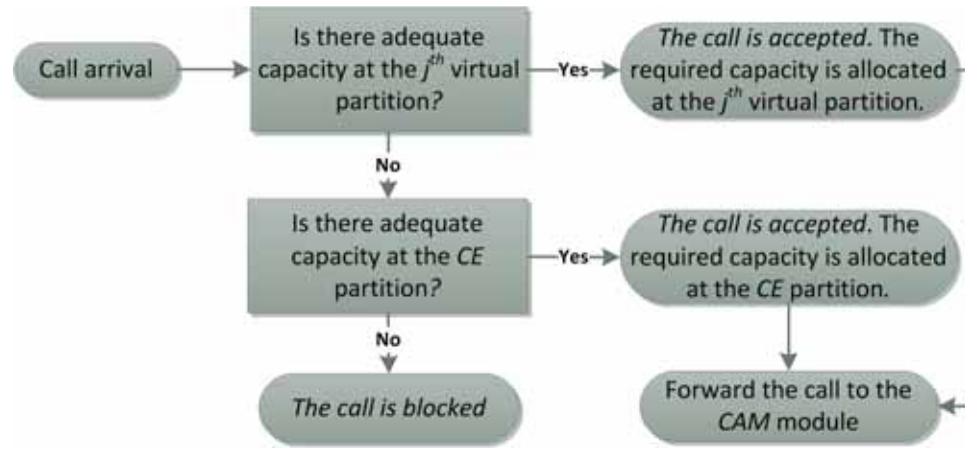 Call arrival
Is there adequate
capacity at the jth virtual
partition?
Yes
The call is accepted. The
required capacity is allocated
at the jth virtual partition.
No
Is there adequate
capacity at the CE
partition?
Yes
The call is accepted. The
required capacity is allocated
at the CE partition.
No
The call is blocked
Forward the call to the
CAM module